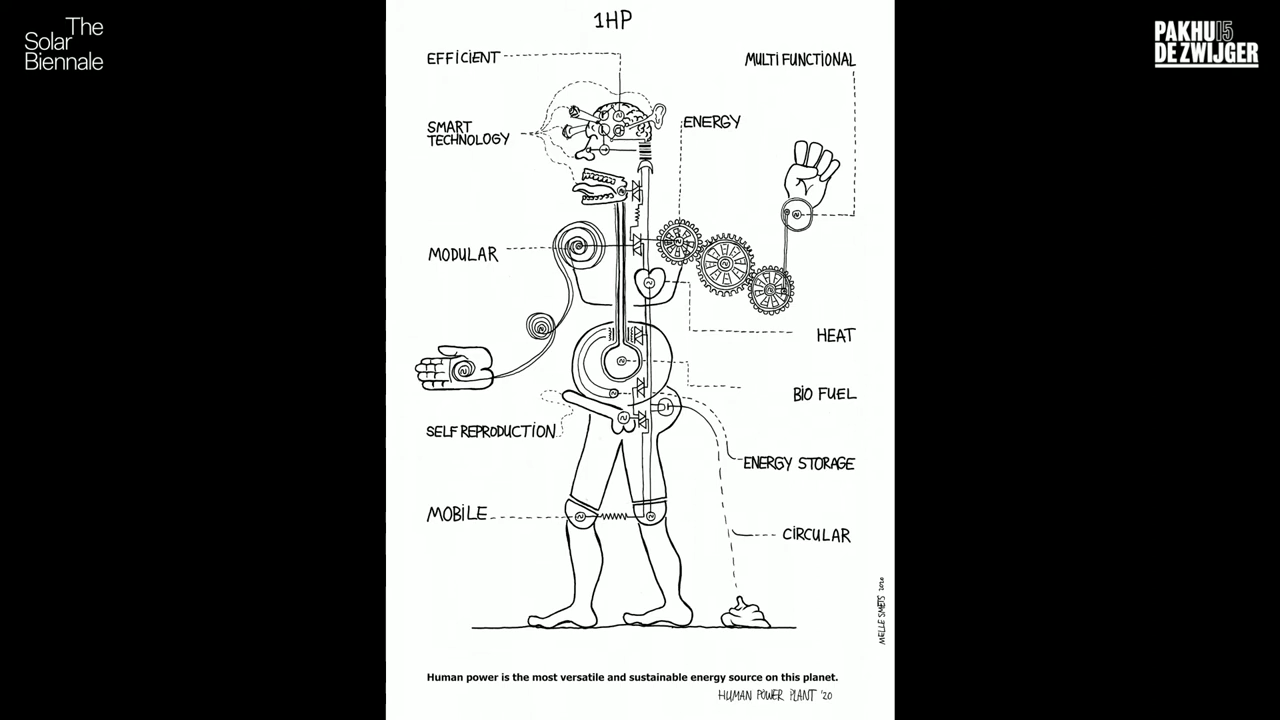 The
Solar
Biennale
PAKHU15
DE ZWIJGER
1HP
EFFICIENT
MULTI FUNCTIONAL
SMART
TECHNOLOGY
ENERGY
MODULAR
HEAT
BIO FUEL
SELF REPRODUCTION
ENERGY STORAGE
MOBILE
CIRCULAR
MELLE SMETS 2020
Human power is the most versatile and sustainable energy source on this planet.
HUMAN POWER PLANT '20